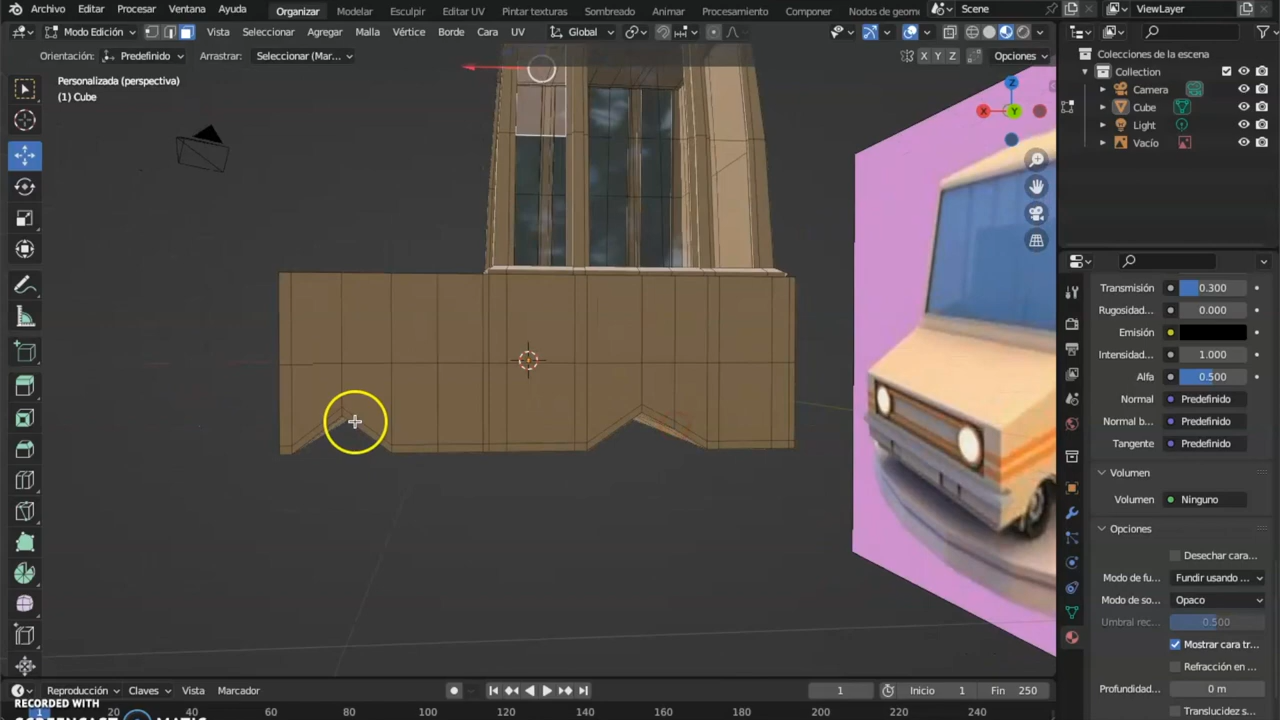 Archivo Editar Procesar Ventana Ayuda Organizar Modelar Esculpir Editar UV Pintar texturas Sombreado Animar Procesamiento Componer Nodos de geome Scene ViewLayer
Modo Edición Vista Seleccionar Agregar Malla Vértice Borde Cara UV Global
Orientación: Predefinido Arrastrar: Seleccionar (Mar... X Y Z Opciones
Personalizada (perspectiva)
(1) Cube
Z
X Y
Colecciones de la escena
Collection
Camera
Cube
Light
Vacío
Transmisión 0.300
Rugosidad... 0.000
Emisión
Intensidad... 1.000
Alfa 0.500
Normal Predefinido
Normal b... Predefinido
Tangente Predefinido
Volumen
Volumen Ninguno
Opciones
Desechar cara...
Modo de fu... Fundir usando ...
Modo de so... Opaco
Umbral rec... 0.500
Mostrar cara tr...
Refracción en ...
Profundidad... 0 m
Translucidez s...
Reproducción Claves Vista Marcador 1 Inicio 1 Fin 250
1 20 40 60 80 100 120 140 160 180 200 220 240
RECORDED WITH
SCREENCAST MATIC